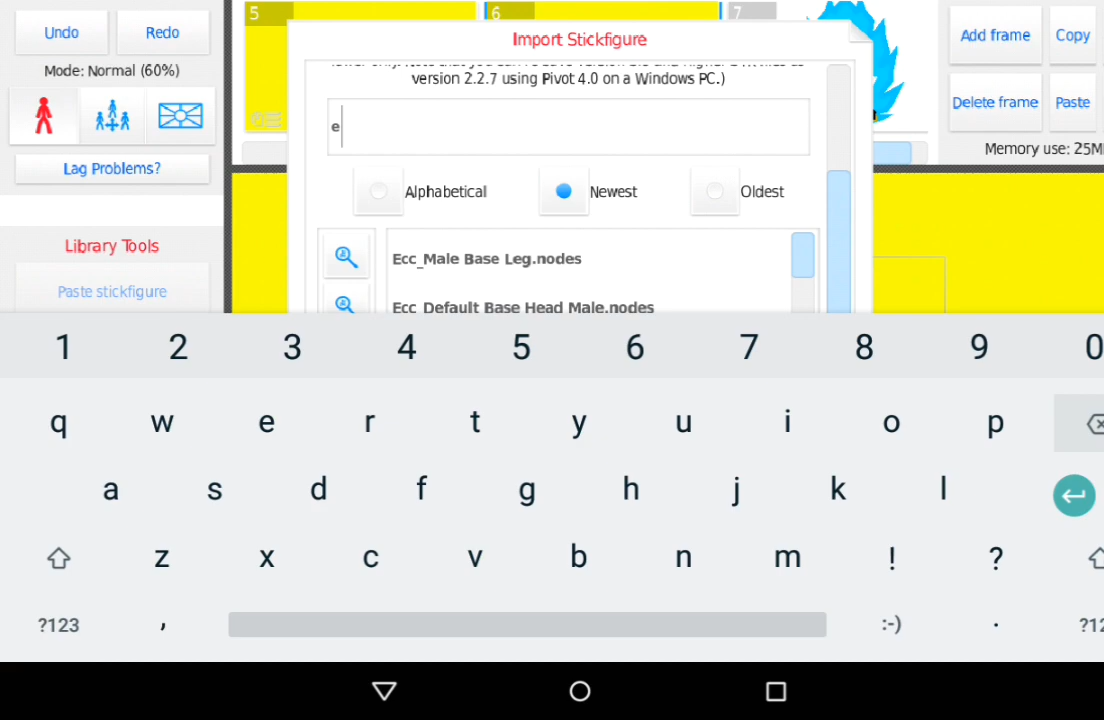 5
6
7
Undo
Redo
Import Stickfigure
Add frame
Copy
Mode: Normal (60%)
version 2.2.7 using Pivot 4.0 on a Windows PC.)
Delete frame
Paste
e
Memory use: 25M
Lag Problems?
Alphabetical
Newest
Oldest
Library Tools
Ecc_Male Base Leg.nodes
Paste stickfigure
Ecc_Default Base Head Male.nodes
1 2 3 4 5 6 7 8 9 0
q w e r t y u i o p
a s d f g h j k l
z x c v b n m ! ?
?123 , :-) . ?12